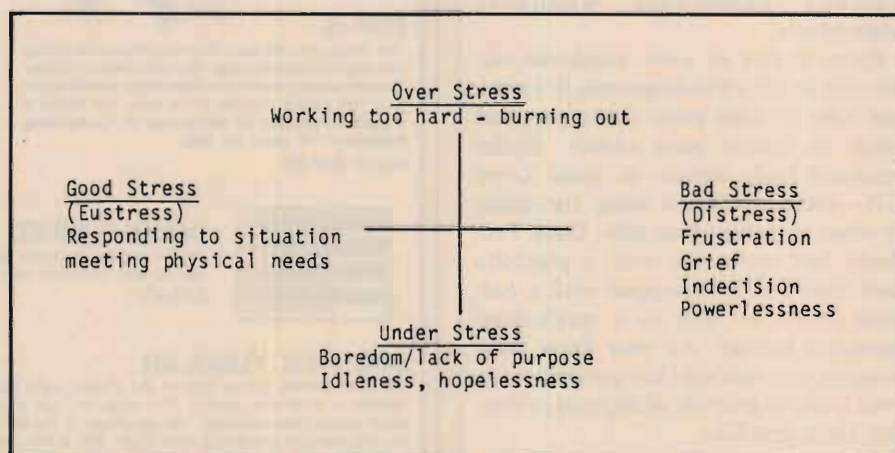 Over Stress
Working too hard - burning out
Good Stress
(Eustress)
Responding to situation
meeting physical needs
Bad Stress
(Distress)
Frustration
Grief
Indecision
Powerlessness
Under Stress
Boredom/lack of purpose
Idleness, hopelessness